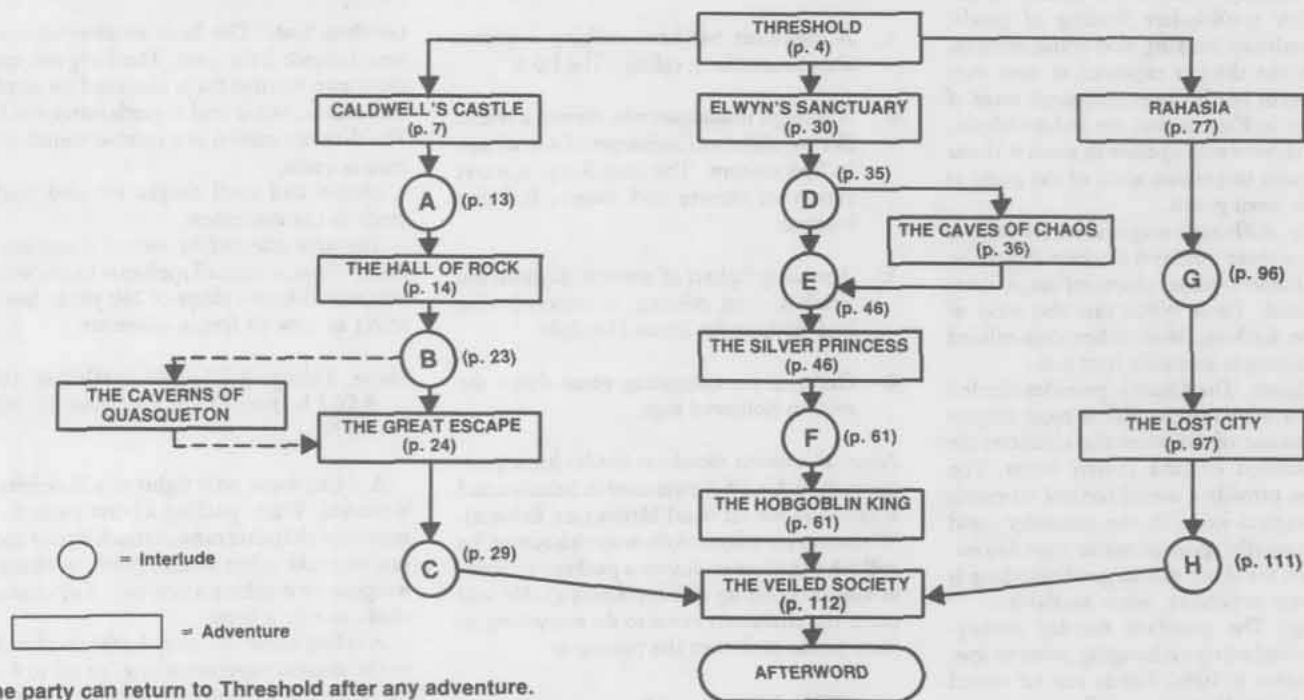 THRESHOLD
(p. 4)
CALDWELL'S CASTLE
(p. 7)
ELWYN'S SANCTUARY
(p. 30)
RAHASIA
(p. 77)
A
(p. 13)
D
(p. 35)
THE CAVES OF CHAOS
(p. 36)
THE HALL OF ROCK
(p. 14)
E
(p. 46)
G
(p. 96)
B
(p. 23)
THE SILVER PRINCESS
(p. 46)
THE CAVERNS OF
QUASQUETON
THE GREAT ESCAPE
(p. 24)
F
(p. 61)
THE LOST CITY
(p. 97)
THE HOBGOBLIN KING
(p. 61)
C
(p. 29)
H
(p. 111)
THE VEILED SOCIETY
(p. 112)
= Interlude
= Adventure
AFTERWORD
he party can return to Threshold after any adventure.